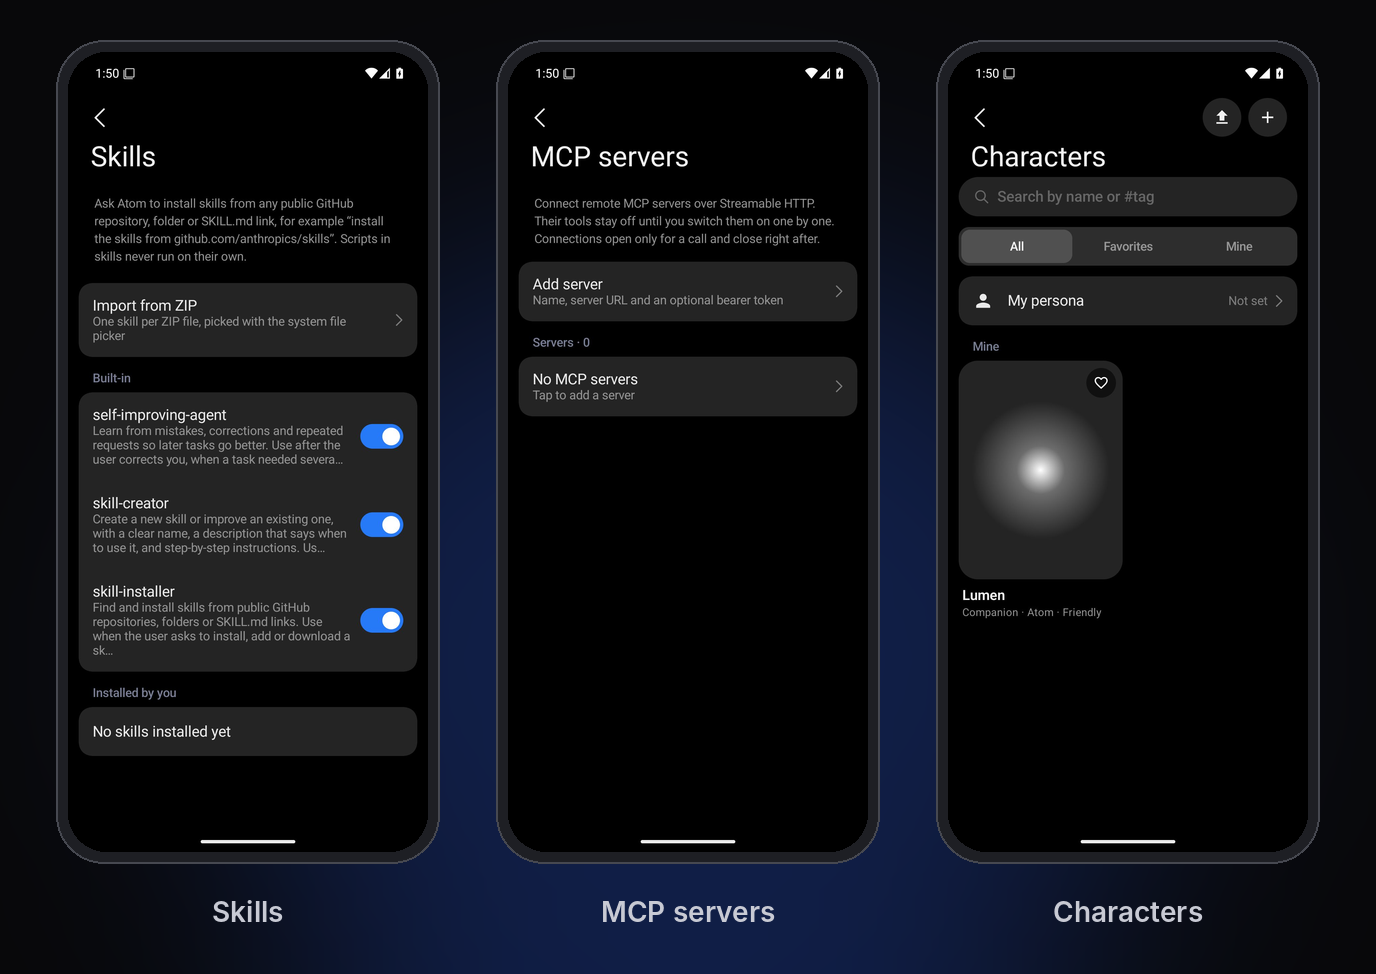 1:50
Skills
Ask Atom to install skills from any public GitHub
repository, folder or SKILL.md link, for example “install
the skills from github.com/anthropics/skills”. Scripts in
skills never run on their own.
Import from ZIP
One skill per ZIP file, picked with the system file
picker
Built-in
self-improving-agent
Learn from mistakes, corrections and repeated
requests so later tasks go better. Use after the
user corrects you, when a task needed severa...
skill-creator
Create a new skill or improve an existing one,
with a clear name, a description that says when
to use it, and step-by-step instructions. Us...
skill-installer
Find and install skills from public GitHub
repositories, folders or SKILL.md links. Use
when the user asks to install, add or download a
sk...
Installed by you
No skills installed yet
Skills
1:50
MCP servers
Connect remote MCP servers over Streamable HTTP.
Their tools stay off until you switch them on one by one.
Connections open only for a call and close right after.
Add server
Name, server URL and an optional bearer token
Servers · 0
No MCP servers
Tap to add a server
MCP servers
1:50
Characters
Search by name or #tag
All Favorites Mine
My persona Not set
Mine
Lumen
Companion · Atom · Friendly
Characters